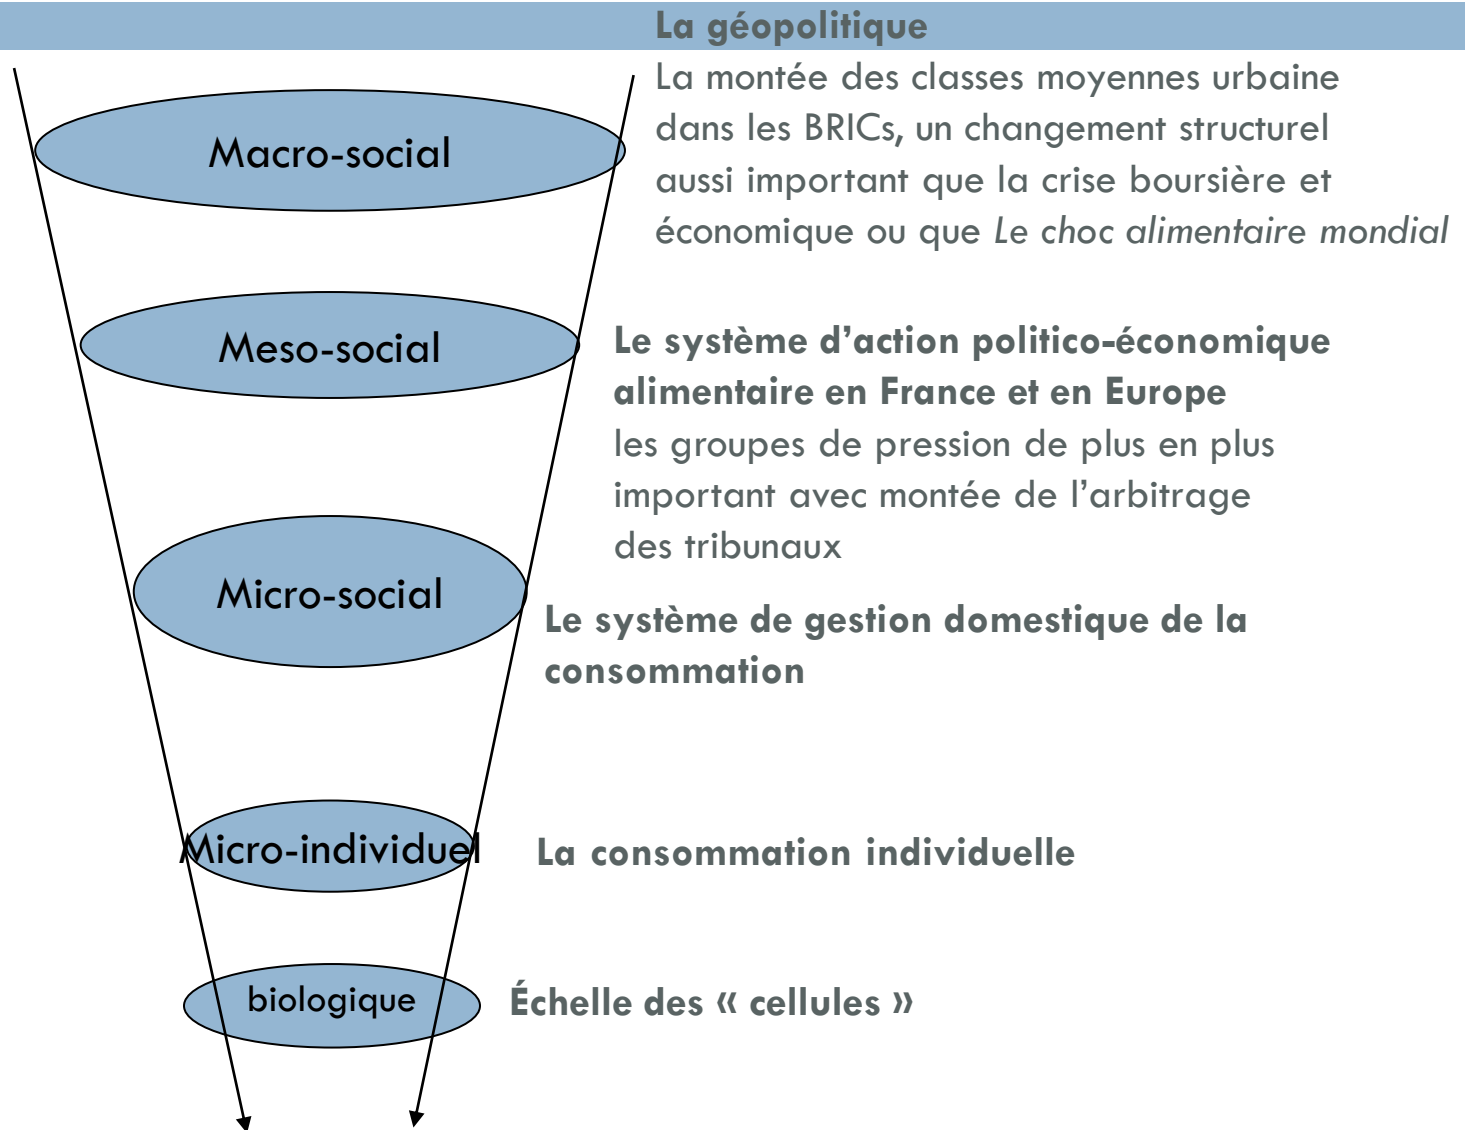 La géopolitique
Macro-social
La montée des classes moyennes urbaine
dans les BRICs, un changement structurel
aussi important que la crise boursière et
économique ou que Le choc alimentaire mondial
Meso-social
Le système d’action politico-économique
alimentaire en France et en Europe
les groupes de pression de plus en plus
important avec montée de l’arbitrage
des tribunaux
Micro-social
Le système de gestion domestique de la
consommation
Micro-individuel
La consommation individuelle
biologique
Échelle des « cellules »